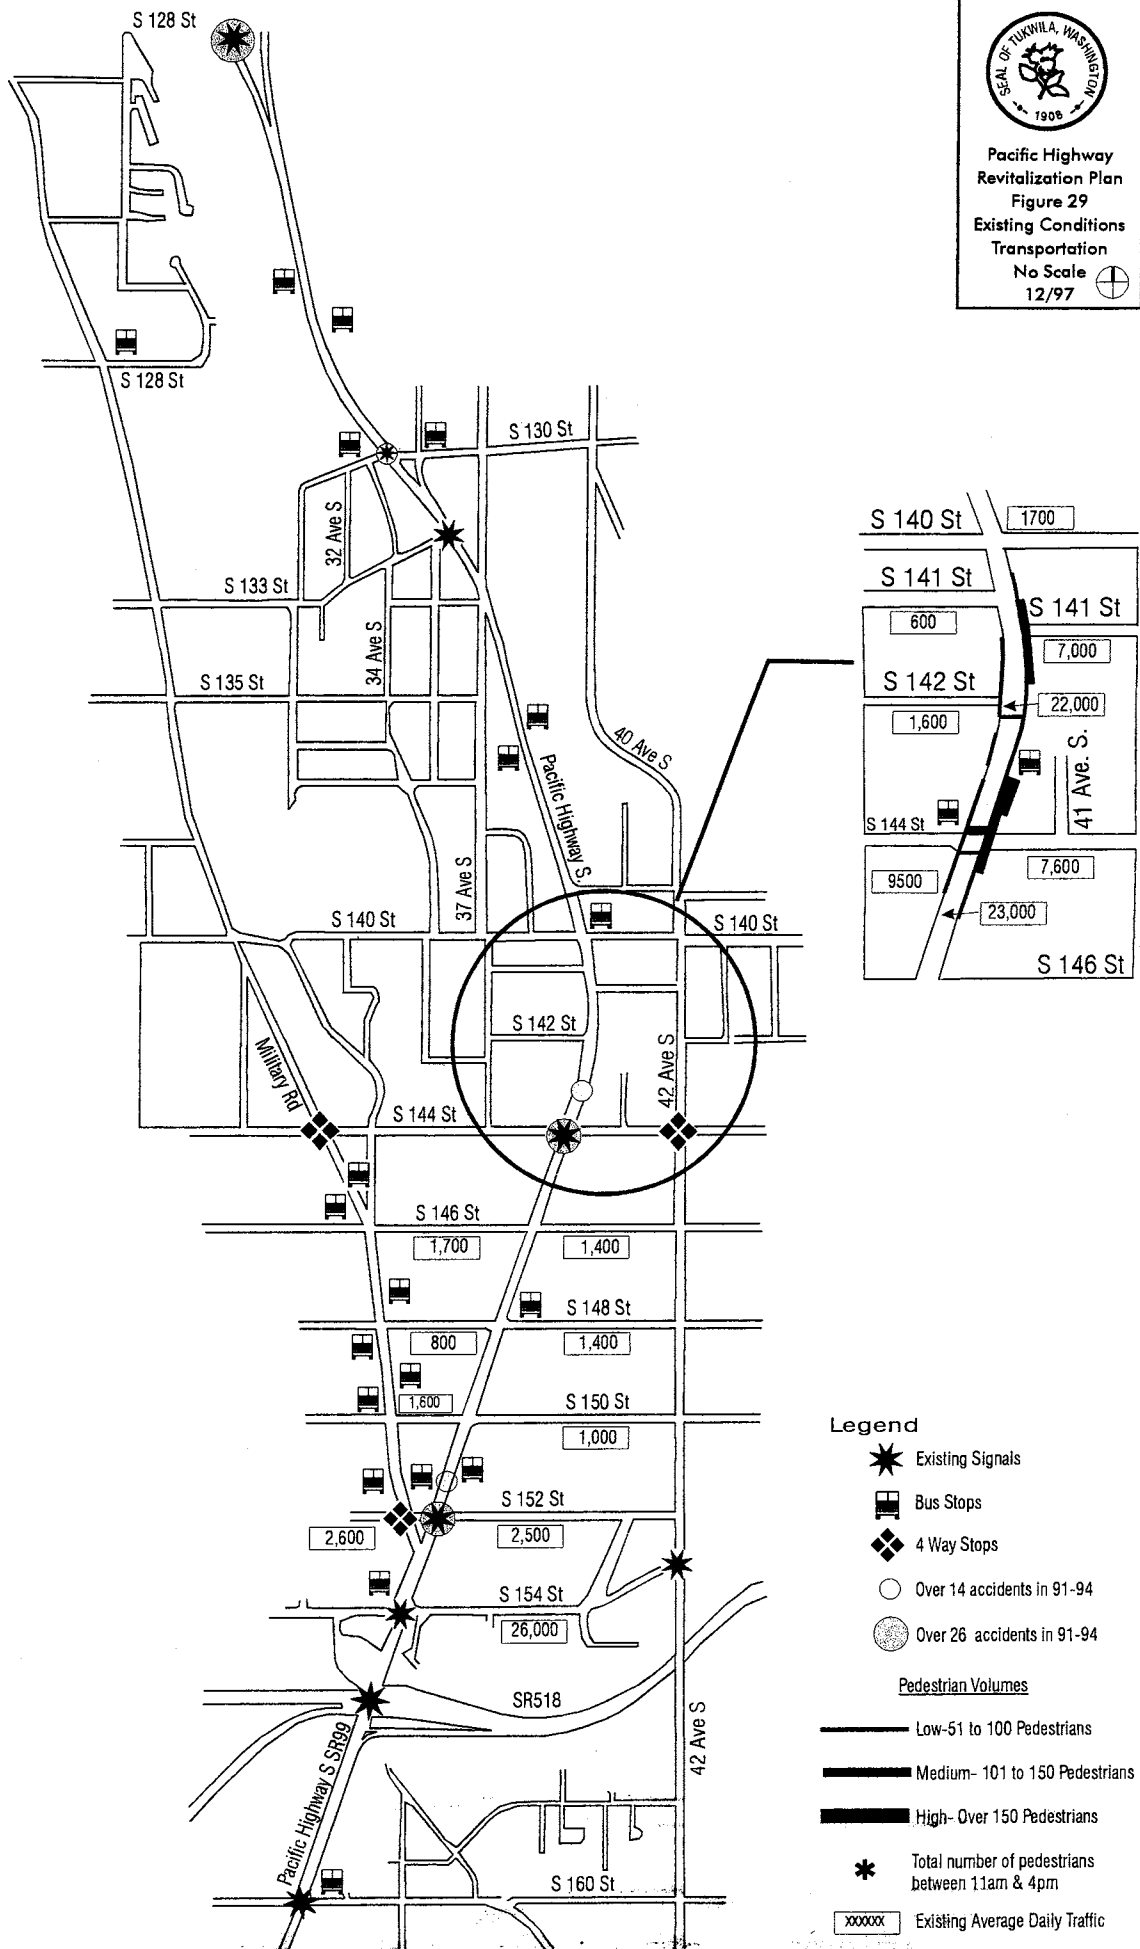 S 128 St
SEAL OF TUKWILA, WASHINGTON
1908
Pacific Highway
Revitalization Plan
Figure 29
Existing Conditions
Transportation
No Scale
12/97
S 128 St
S 130 St
32 Ave S
S 133 St
34 Ave S
S 135 St
40 Ave S
Pacific Highway S.
37 Ave S
S 140 St
S 140 St
S 142 St
42 Ave S
Military Rd
S 144 St
S 146 St
1,700
1,400
S 148 St
800
1,400
1,600
S 150 St
1,000
S 152 St
2,600
2,500
S 154 St
26,000
SR518
42 Ave S
Pacific Highway S SR99
S 160 St
S 140 St
1700
S 141 St
S 141 St
600
7,000
S 142 St
22,000
1,600
41 Ave. S.
S 144 St
9500
7,600
23,000
S 146 St
Legend
Existing Signals
Bus Stops
4 Way Stops
Over 14 accidents in 91-94
Over 26 accidents in 91-94
Pedestrian Volumes
Low-51 to 100 Pedestrians
Medium- 101 to 150 Pedestrians
High- Over 150 Pedestrians
Total number of pedestrians
between 11am & 4pm
XXXXXX
Existing Average Daily Traffic